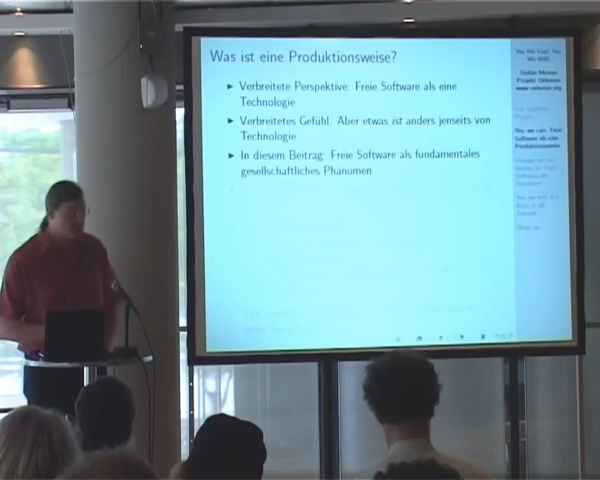 Was ist eine Produktionsweise?
► Verbreitete Perspektive: Freie Software als eine
Technologie
► Verbreitetes Gefühl: Aber etwas ist anders jenseits von
Technologie
► In diesem Beitrag: Freie Software als fundamentales
gesellschaftliches Phänomen
Yes We Can? Yes
We Will!
Stefan Merten
Projekt Oekonux
www.oekonux.org
Yes, we can: Freie
Software als eine
Produktionsweise